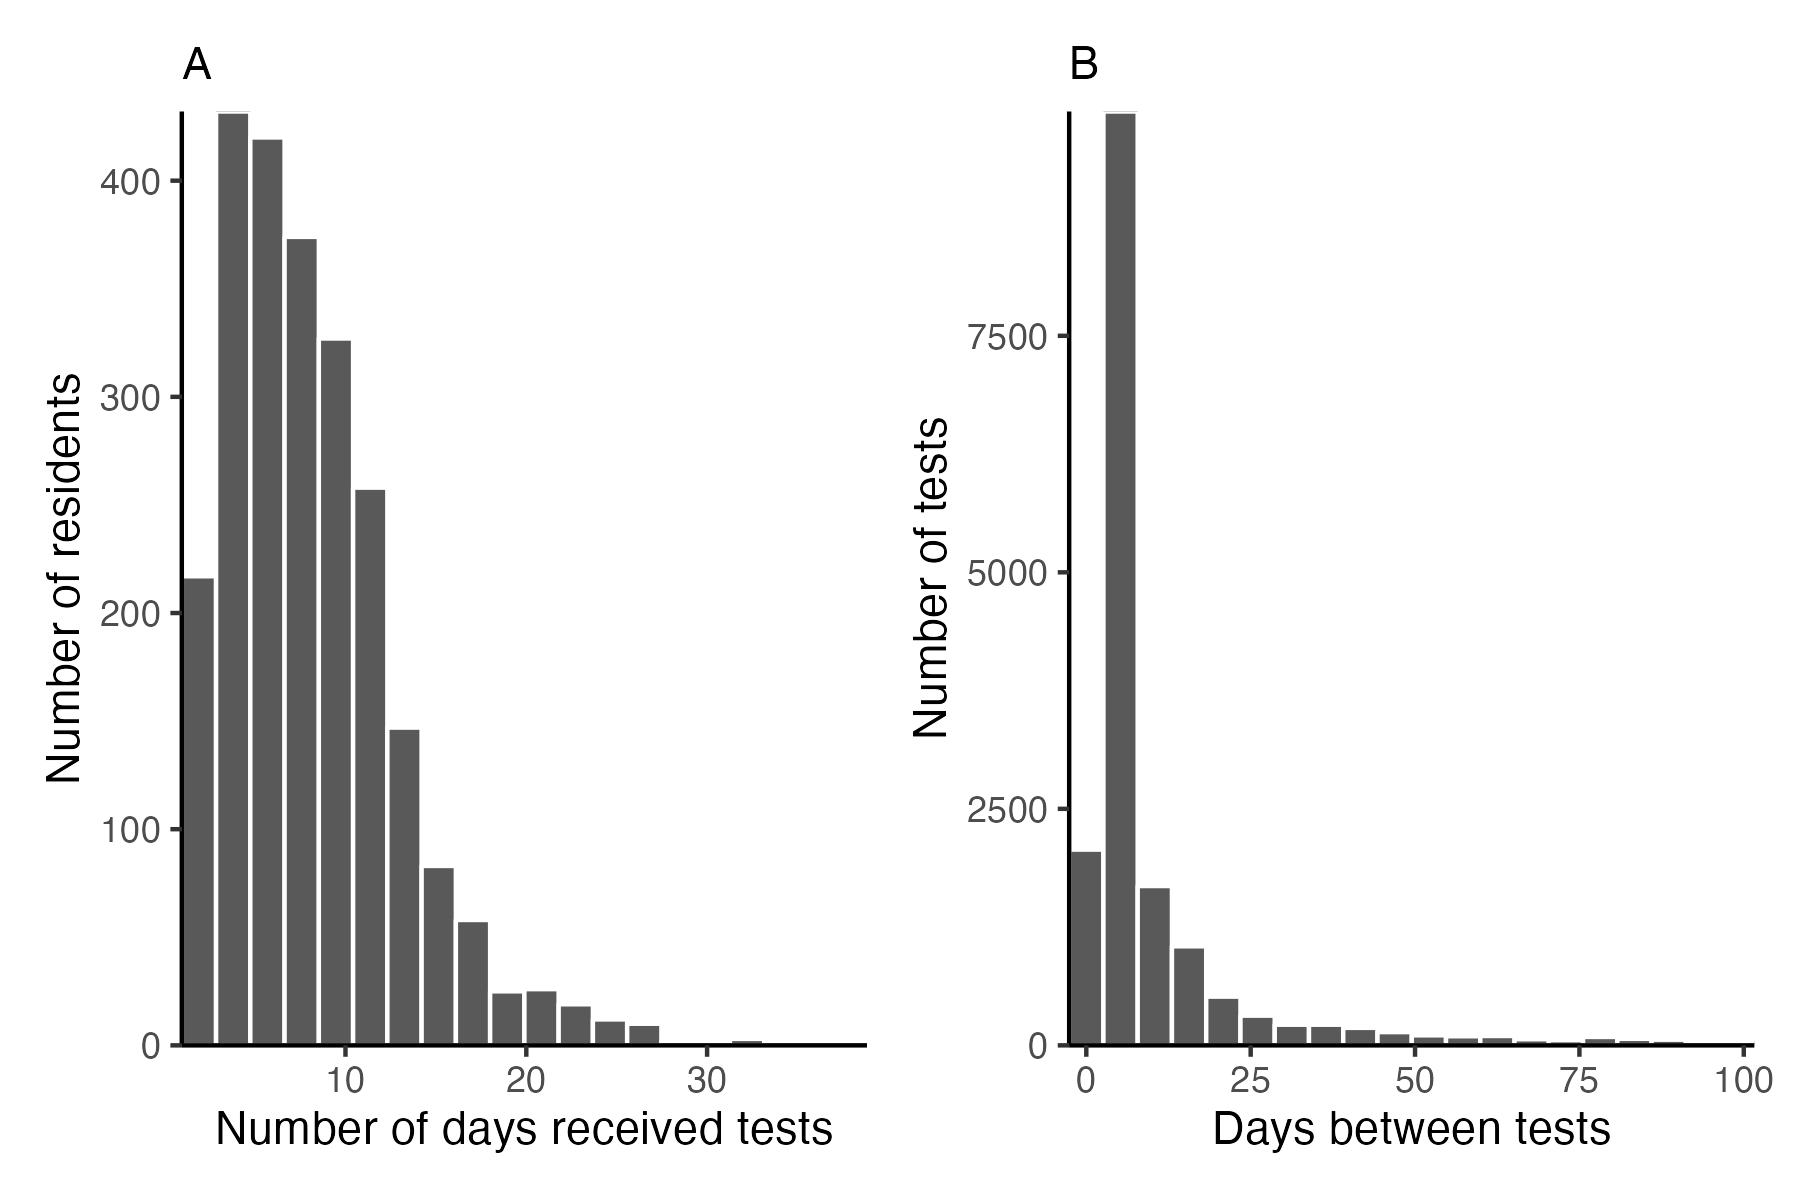 A
Number of residents
400
300
200
100
0
10 20 30
Number of days received tests
B
Number of tests
7500
5000
2500
0
0 25 50 75 100
Days between tests